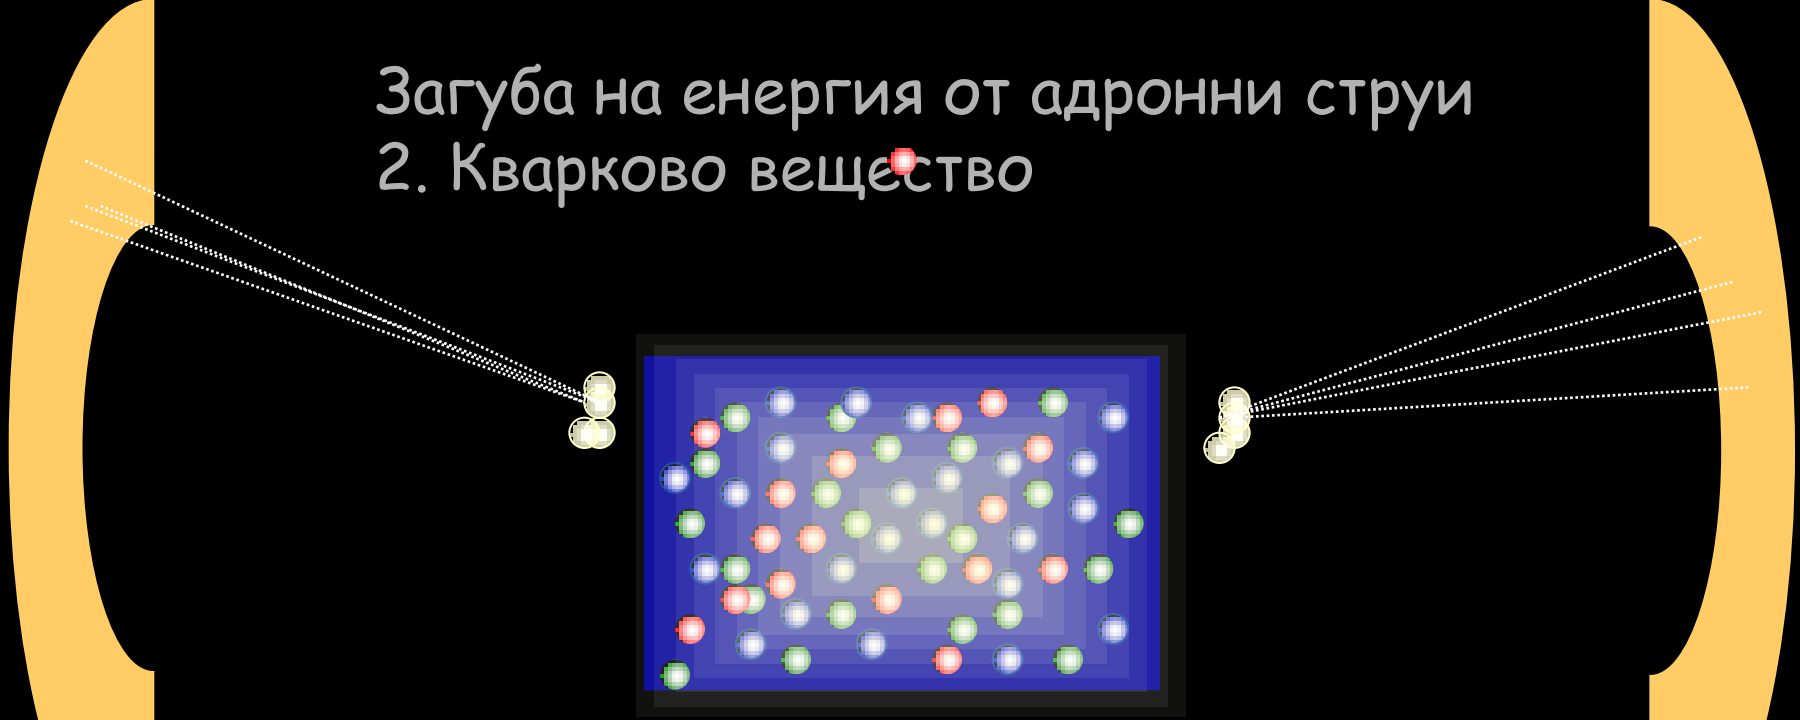 Загуба на енергия от адронни струи
2. Кварково вещество